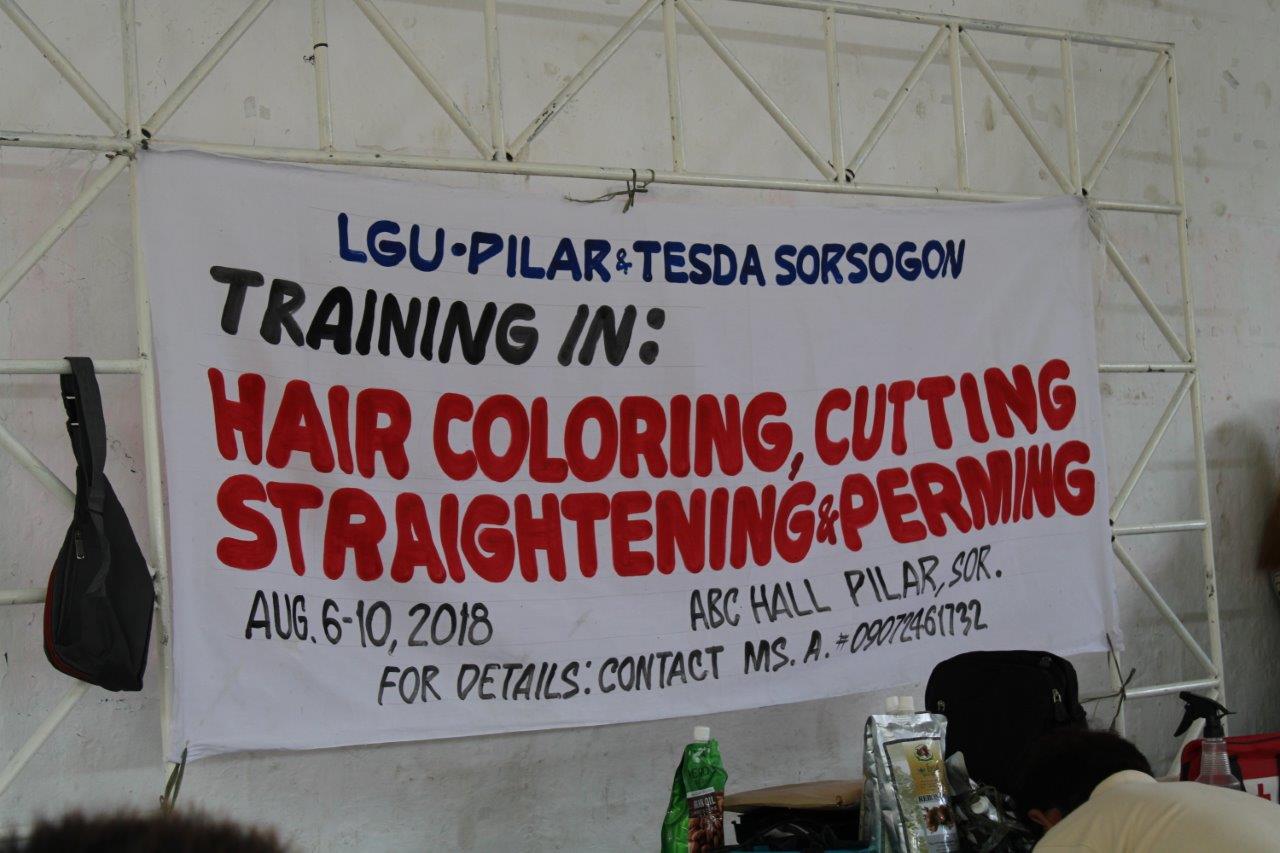 LGU-PILAR & TESDA SORSOGON
TRAINING IN:
HAIR COLORING, CUTTING
STRAIGHTENING & PERMING
AUG. 6-10, 2018 ABC HALL PILAR, SOR.
FOR DETAILS: CONTACT MS. A. #09072461732